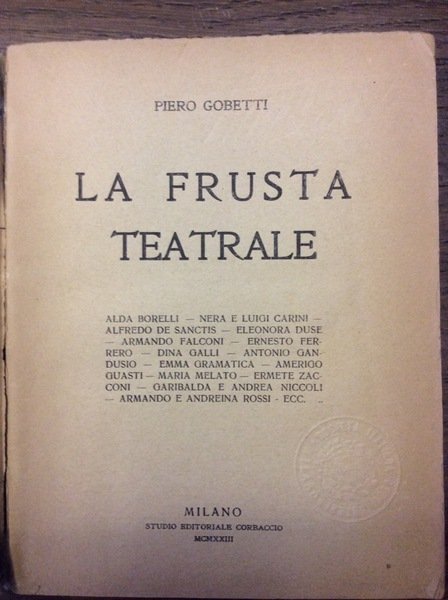 PIERO GOBETTI
LA FRUSTA
TEATRALE
ALDA BORELLI — NERA E LUIGI CARINI —
ALFREDO DE SANCTIS — ELEONORA DUSE
— ARMANDO FALCONI — ERNESTO FER-
RERO — DINA GALLI — ANTONIO GAN-
DUSIO — EMMA GRAMATICA — AMERIGO
GUASTI — MARIA MELATO — ERMETE ZAC-
CONI — GARIBALDA E ANDREA NICCOLI
— ARMANDO E ANDREINA ROSSI - ECC. ..
MILANO
STUDIO EDITORIALE CORBACCIO
MCMXXIII